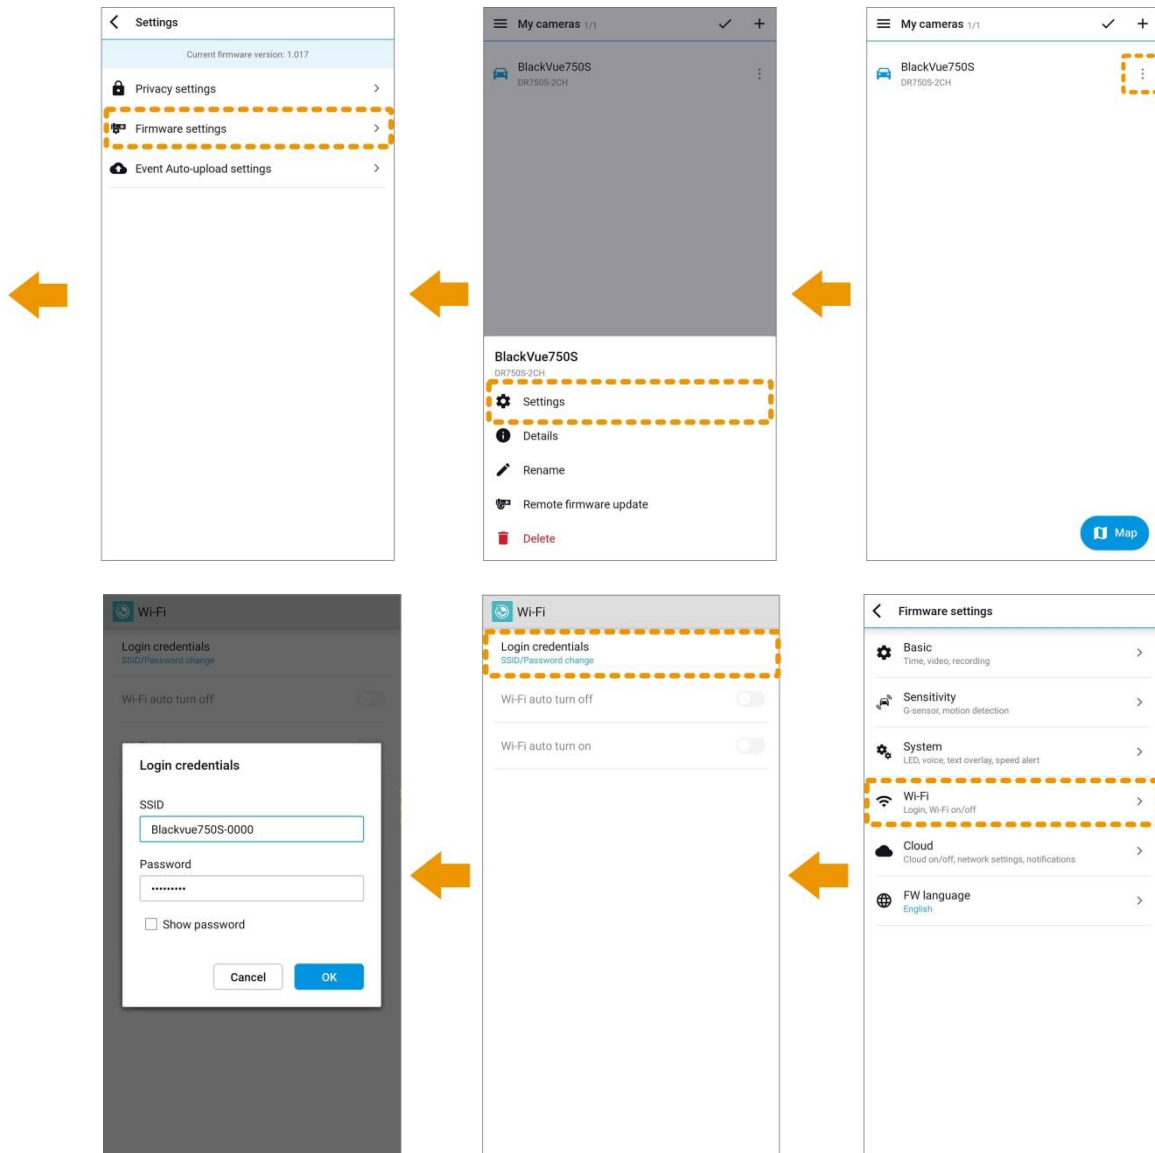 Settings
Current firmware version: 1.017
Privacy settings
Firmware settings
Event Auto-upload settings
My cameras 1/1
BlackVue750S
DR750S-2CH
BlackVue750S
DR750S-2CH
Settings
Details
Rename
Remote firmware update
Delete
My cameras 1/1
BlackVue750S
DR750S-2CH
Map
Wi-Fi
Login credentials
SSID/Password change
Wi-Fi auto turn off
Login credentials
SSID
Blackvue750S-0000
Password
•••••••••
Show password
Cancel
OK
Wi-Fi
Login credentials
SSID/Password change
Wi-Fi auto turn off
Wi-Fi auto turn on
Firmware settings
Basic
Time, video, recording
Sensitivity
G-sensor, motion detection
System
LED, voice, text overlay, speed alert
Wi-Fi
Login, Wi-Fi on/off
Cloud
Cloud on/off, network settings, notifications
FW language
English